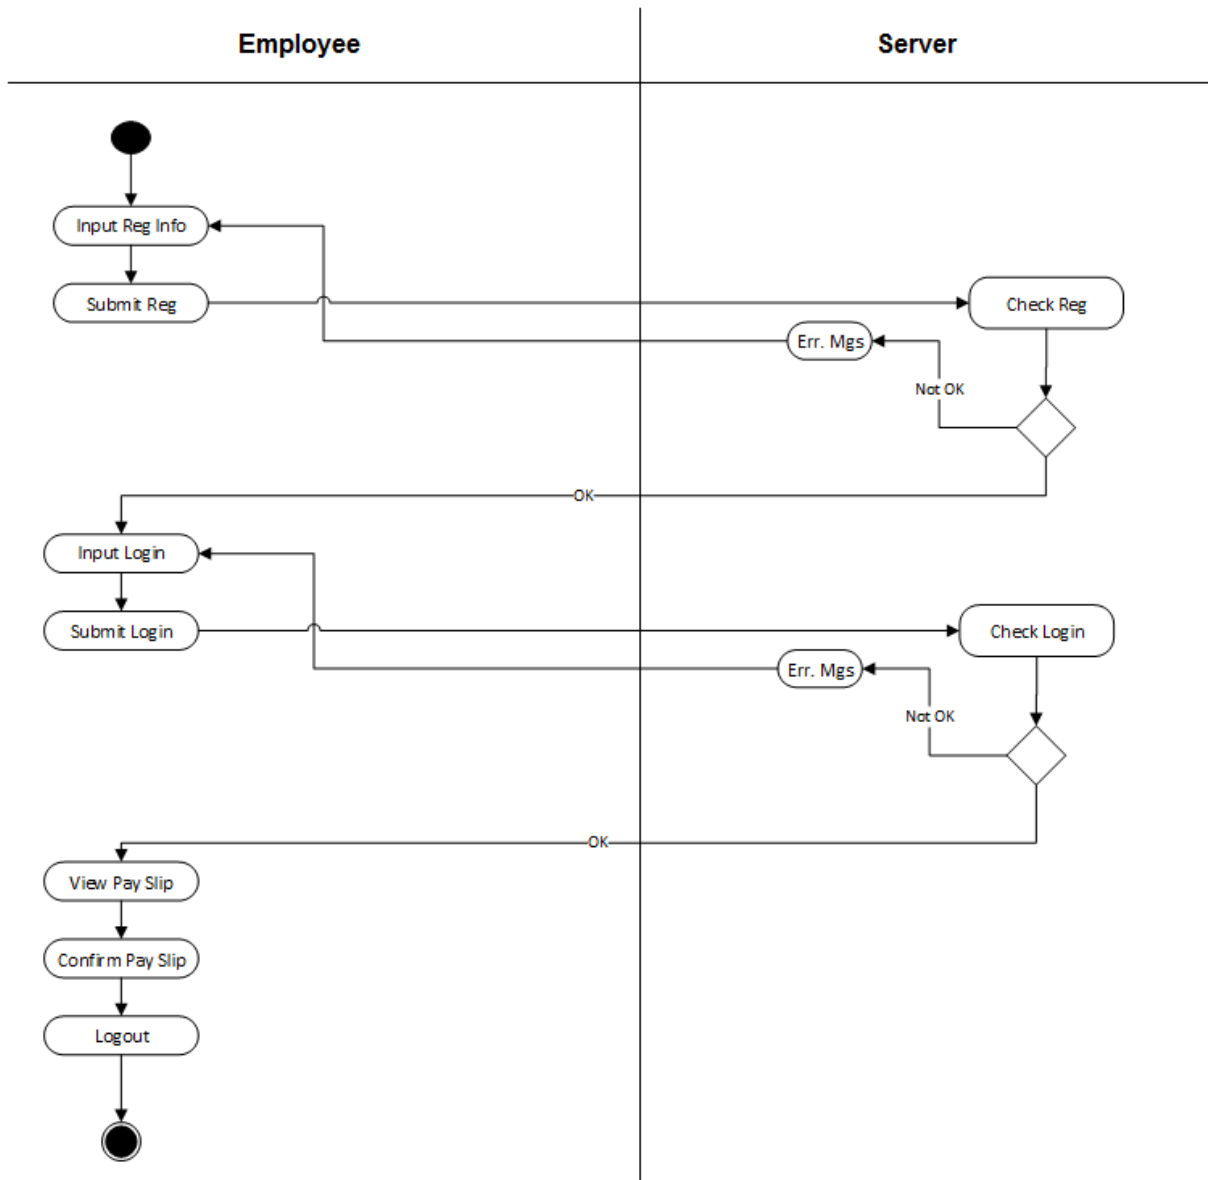 Employee
Server
Input Reg Info
Submit Reg
Check Reg
Err. Mgs
Not OK
OK
Input Login
Submit Login
Check Login
Err. Mgs
Not OK
OK
View Pay Slip
Confirm Pay Slip
Logout